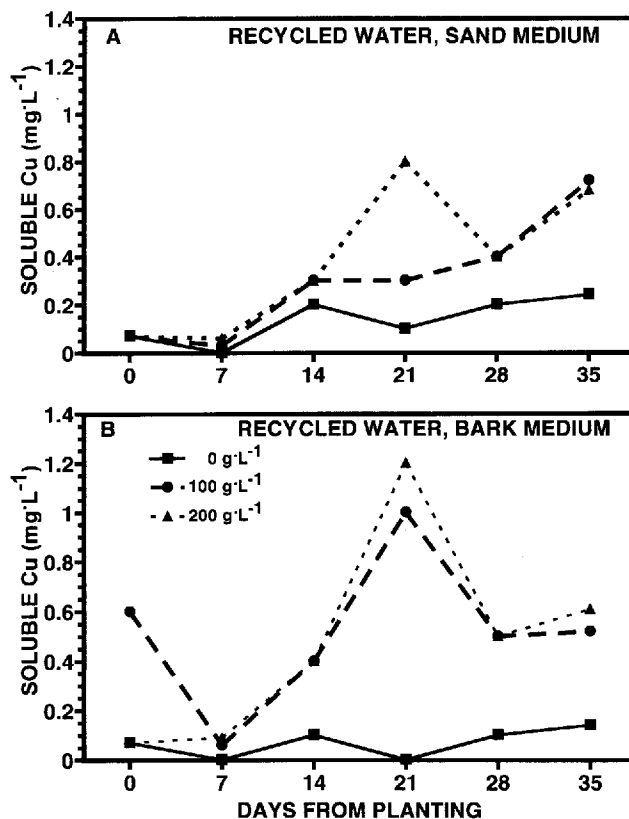 A RECYCLED WATER, SAND MEDIUM
SOLUBLE Cu (mg·L⁻¹)
1.4
1.2
1
0.8
0.6
0.4
0.2
0
0 7 14 21 28 35
B RECYCLED WATER, BARK MEDIUM
0 g·L⁻¹
100 g·L⁻¹
200 g·L⁻¹
SOLUBLE Cu (mg·L⁻¹)
1.4
1.2
1
0.8
0.6
0.4
0.2
0
0 7 14 21 28 35
DAYS FROM PLANTING